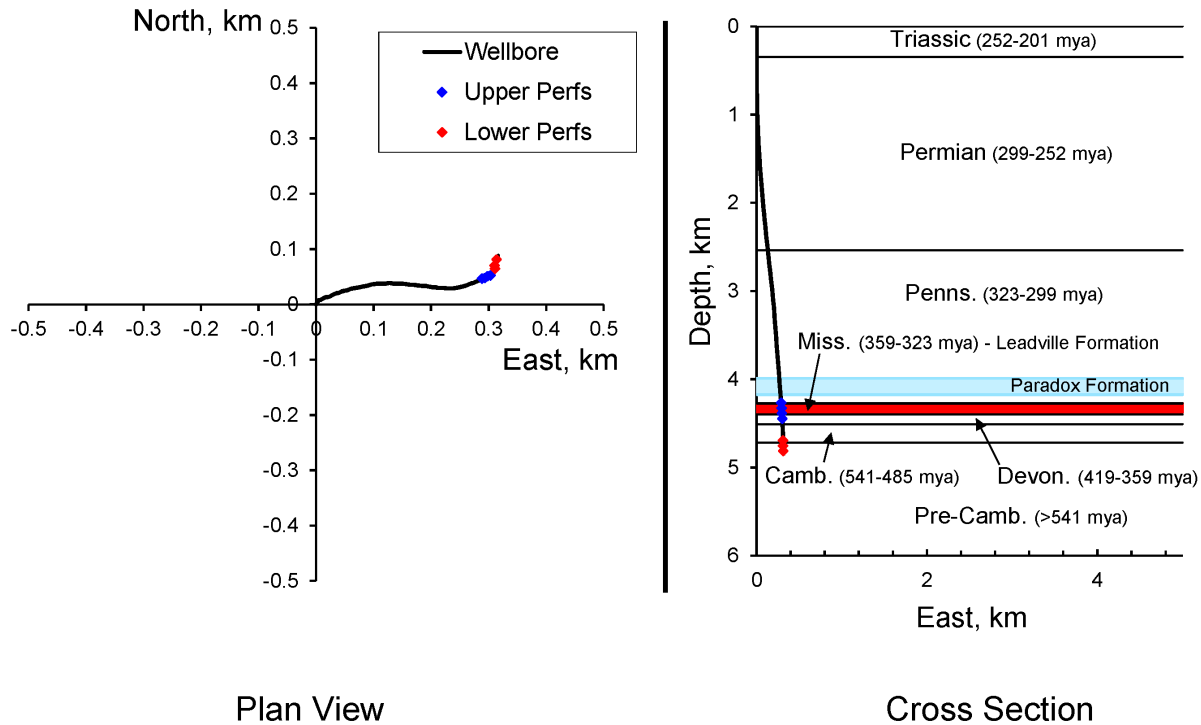 North, km
0.5
0.4
0.3
0.2
0.1
0
-0.1
-0.2
-0.3
-0.4
-0.5
-0.5 -0.4 -0.3 -0.2 -0.1 0 0.1 0.2 0.3 0.4 0.5
East, km
Wellbore
Upper Perfs
Lower Perfs
Plan View
Depth, km
0
1
2
3
4
5
6
Triassic (252-201 mya)
Permian (299-252 mya)
Penns. (323-299 mya)
Miss. (359-323 mya) - Leadville Formation
Paradox Formation
Camb. (541-485 mya)
Devon. (419-359 mya)
Pre-Camb. (>541 mya)
0 2 4
East, km
Cross Section